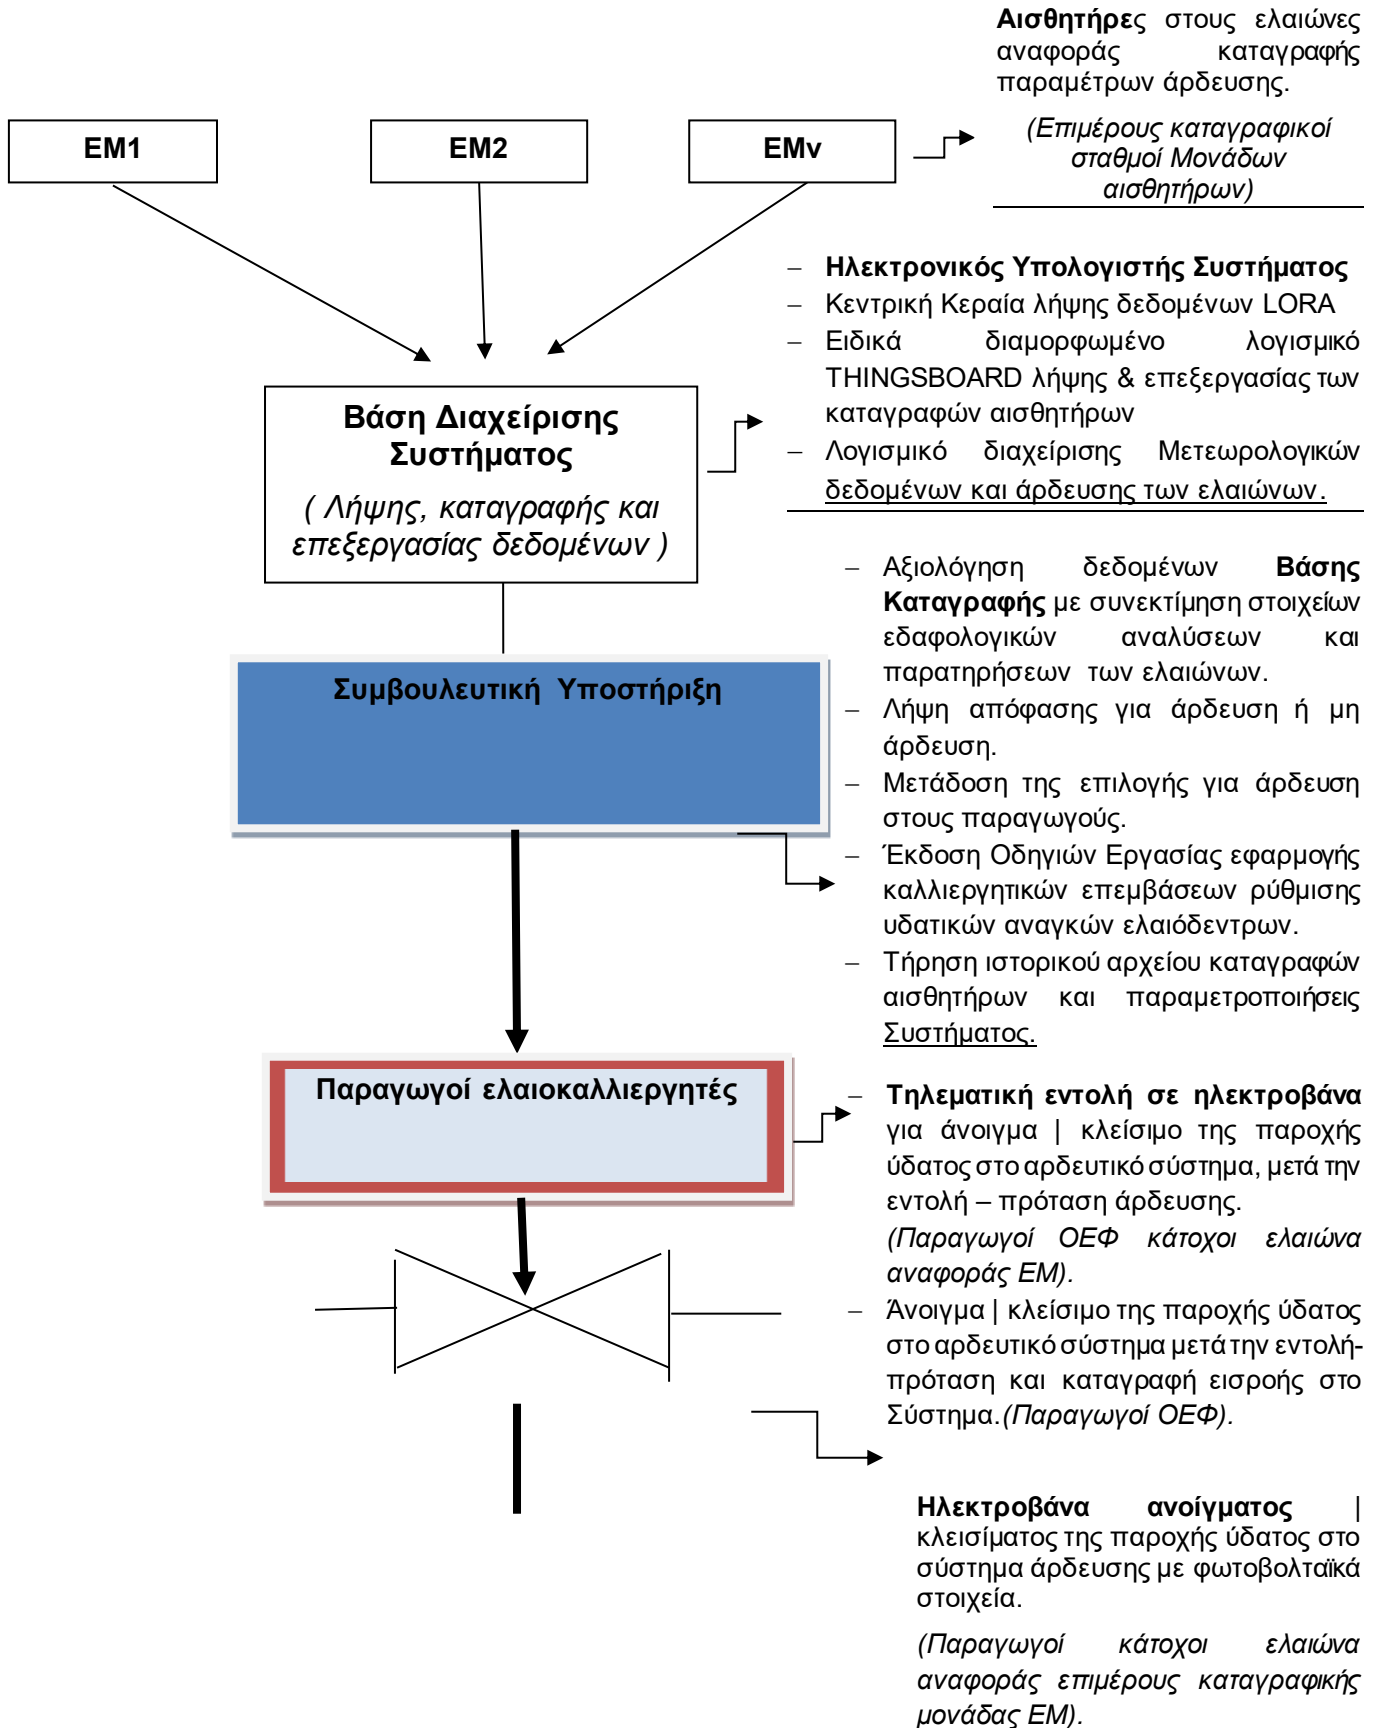 Αισθητήρες στους ελαιώνες
αναφοράς καταγραφής
παραμέτρων άρδευσης.
(Επιμέρους καταγραφικοί
σταθμοί Μονάδων
αισθητήρων)
ΕΜ1
ΕΜ2
ΕΜν
– Ηλεκτρονικός Υπολογιστής Συστήματος
– Κεντρική Κεραία λήψης δεδομένων LORA
– Ειδικά διαμορφωμένο λογισμικό
THINGSBOARD λήψης & επεξεργασίας των
καταγραφών αισθητήρων
– Λογισμικό διαχείρισης Μετεωρολογικών
δεδομένων και άρδευσης των ελαιώνων.
Βάση Διαχείρισης
Συστήματος
( Λήψης, καταγραφής και
επεξεργασίας δεδομένων )
– Αξιολόγηση δεδομένων Βάσης
Καταγραφής με συνεκτίμηση στοιχείων
εδαφολογικών αναλύσεων και
παρατηρήσεων των ελαιώνων.
– Λήψη απόφασης για άρδευση ή μη
άρδευση.
– Μετάδοση της επιλογής για άρδευση
στους παραγωγούς.
– Έκδοση Οδηγιών Εργασίας εφαρμογής
καλλιεργητικών επεμβάσεων ρύθμισης
υδατικών αναγκών ελαιόδεντρων.
– Τήρηση ιστορικού αρχείου καταγραφών
αισθητήρων και παραμετροποιήσεις
Συστήματος.
Συμβουλευτική Υποστήριξη
Παραγωγοί ελαιοκαλλιεργητές
– Τηλεματική εντολή σε ηλεκτροβάνα
για άνοιγμα | κλείσιμο της παροχής
ύδατος στο αρδευτικό σύστημα, μετά την
εντολή – πρόταση άρδευσης.
(Παραγωγοί ΟΕΦ κάτοχοι ελαιώνα
αναφοράς ΕΜ).
– Άνοιγμα | κλείσιμο της παροχής ύδατος
στο αρδευτικό σύστημα μετά την εντολή-
πρόταση και καταγραφή εισροής στο
Σύστημα.(Παραγωγοί ΟΕΦ).
Ηλεκτροβάνα ανοίγματος |
κλεισίματος της παροχής ύδατος στο
σύστημα άρδευσης με φωτοβολταϊκά
στοιχεία.
(Παραγωγοί κάτοχοι ελαιώνα
αναφοράς επιμέρους καταγραφικής
μονάδας ΕΜ).